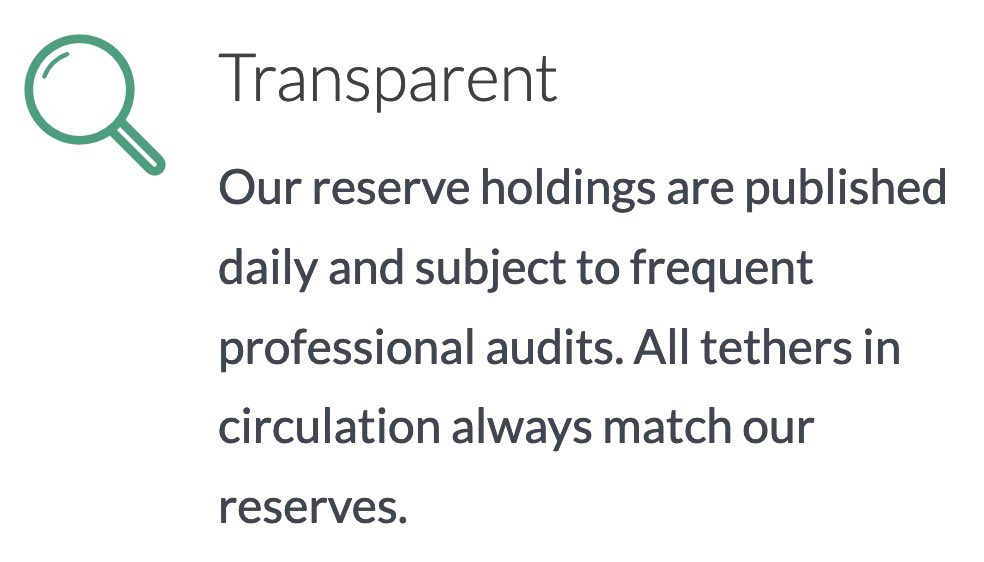 Transparent
Our reserve holdings are published
daily and subject to frequent
professional audits. All tethers in
circulation always match our
reserves.